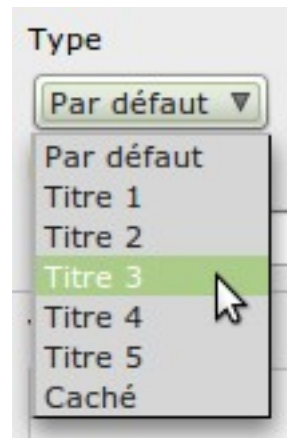 Type
Par défaut
Par défaut
Titre 1
Titre 2
Titre 3
Titre 4
Titre 5
Caché